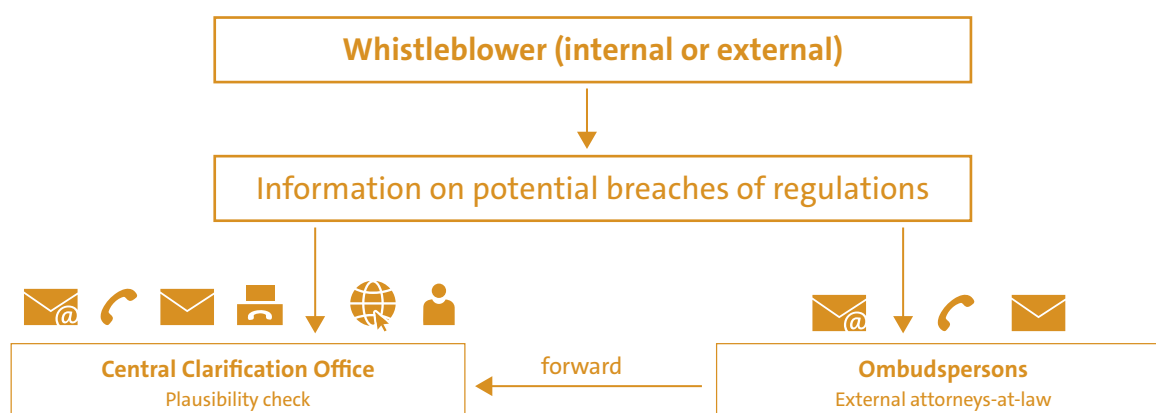 Whistleblower (internal or external)
Information on potential breaches of regulations
Central Clarification Office
Plausibility check
forward
Ombudspersons
External attorneys-at-law